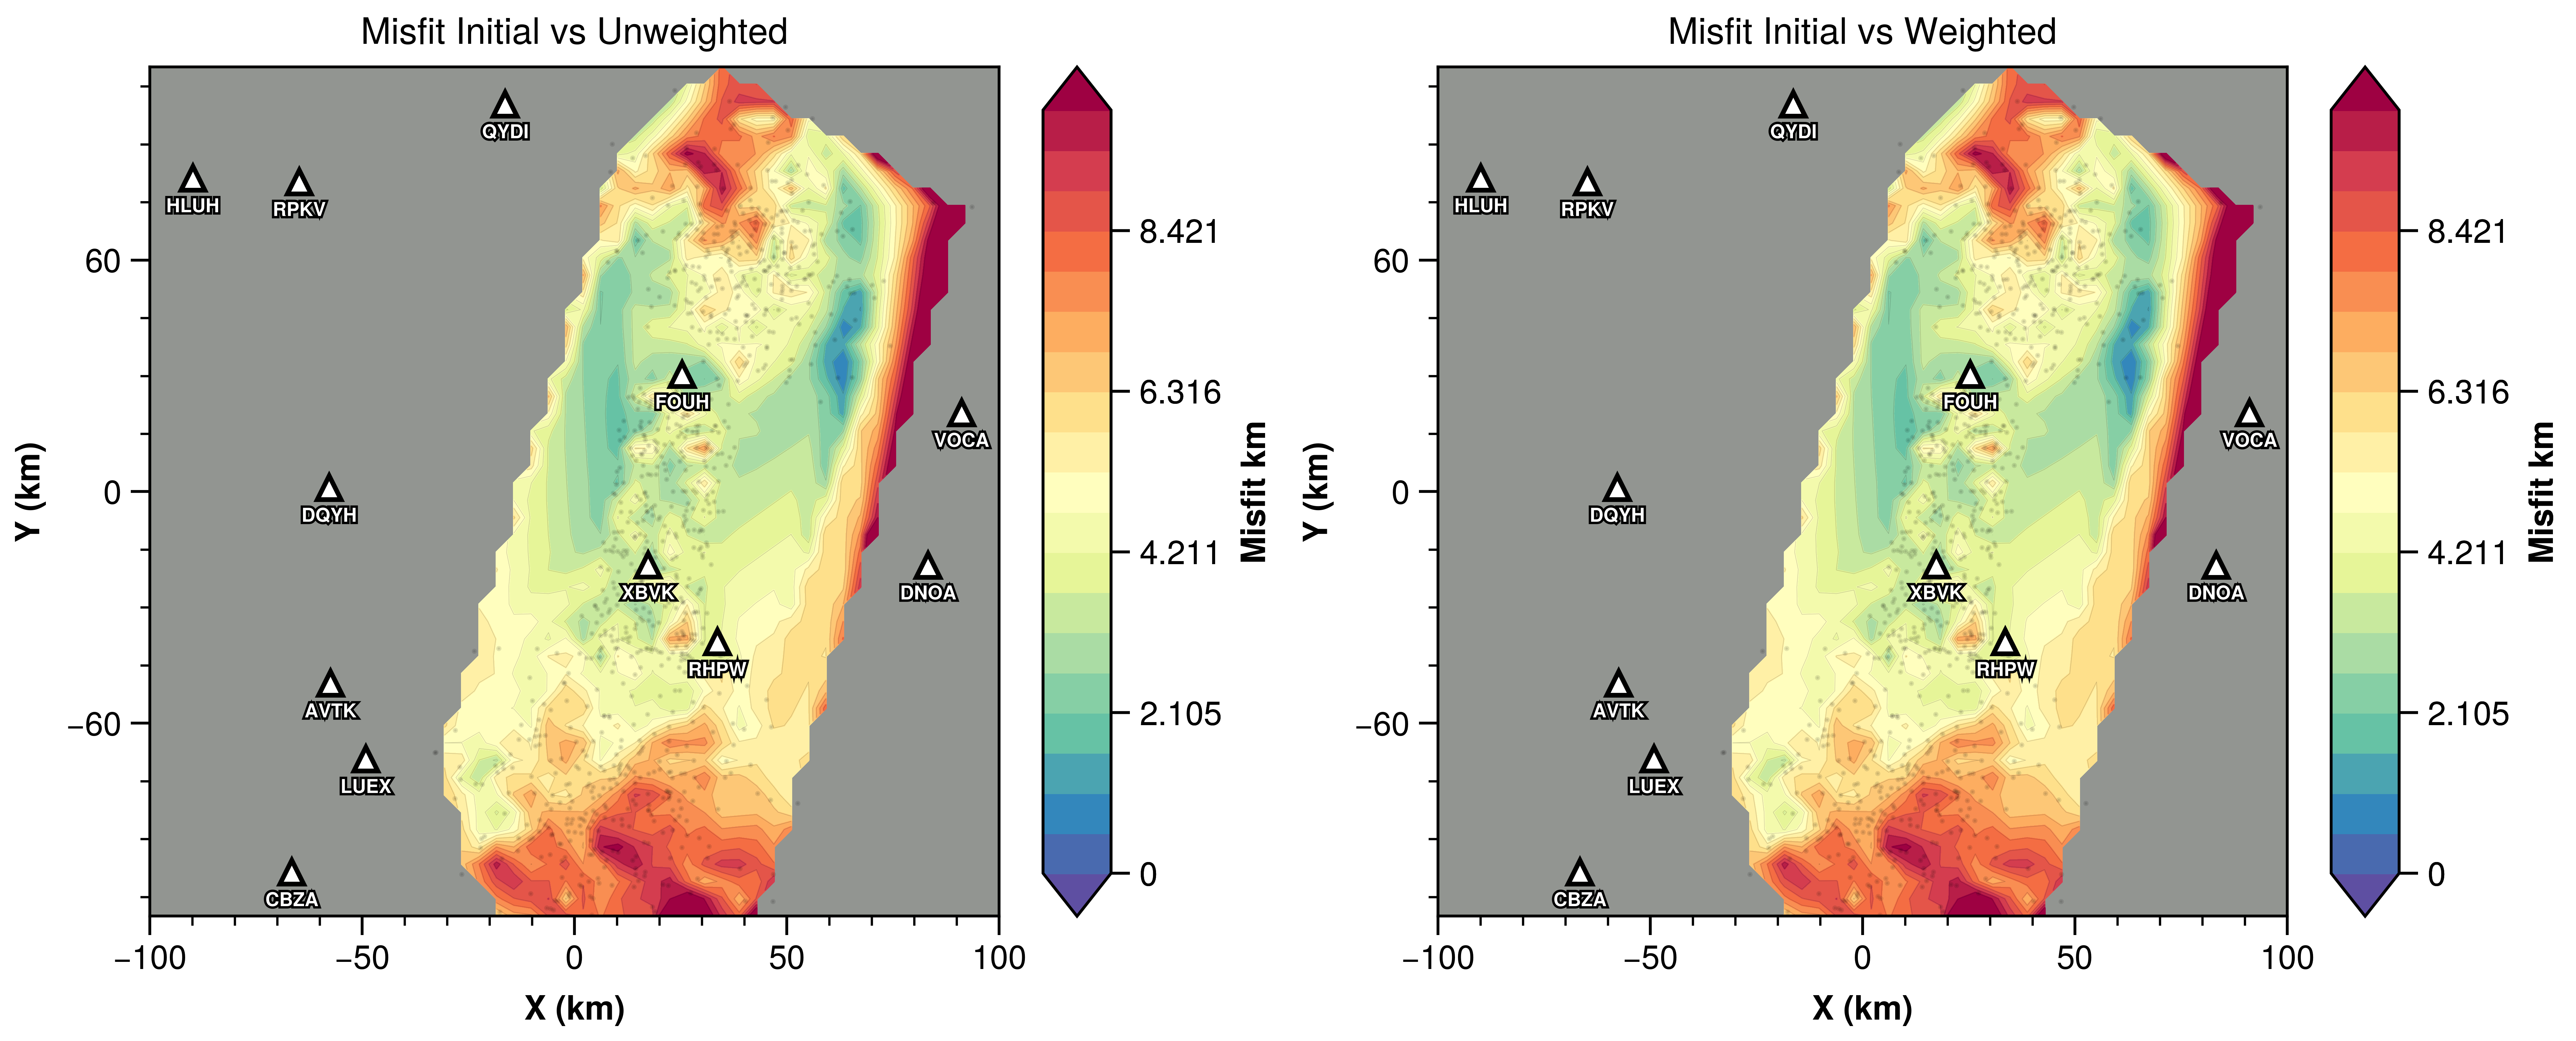 Misfit Initial vs Unweighted
QYDI
HLUH
RPKV
60
FOUH
VOCA
0
DQYH
XBVK
DNOA
RHPW
AVTK
−60
LUEX
CBZA
−100
−50
0
50
100
X (km)
Y (km)
8.421
6.316
4.211
2.105
0
Misfit km
Misfit Initial vs Weighted
QYDI
HLUH
RPKV
60
FOUH
VOCA
0
DQYH
XBVK
DNOA
RHPW
AVTK
−60
LUEX
CBZA
−100
−50
0
50
100
X (km)
Y (km)
8.421
6.316
4.211
2.105
0
Misfit km